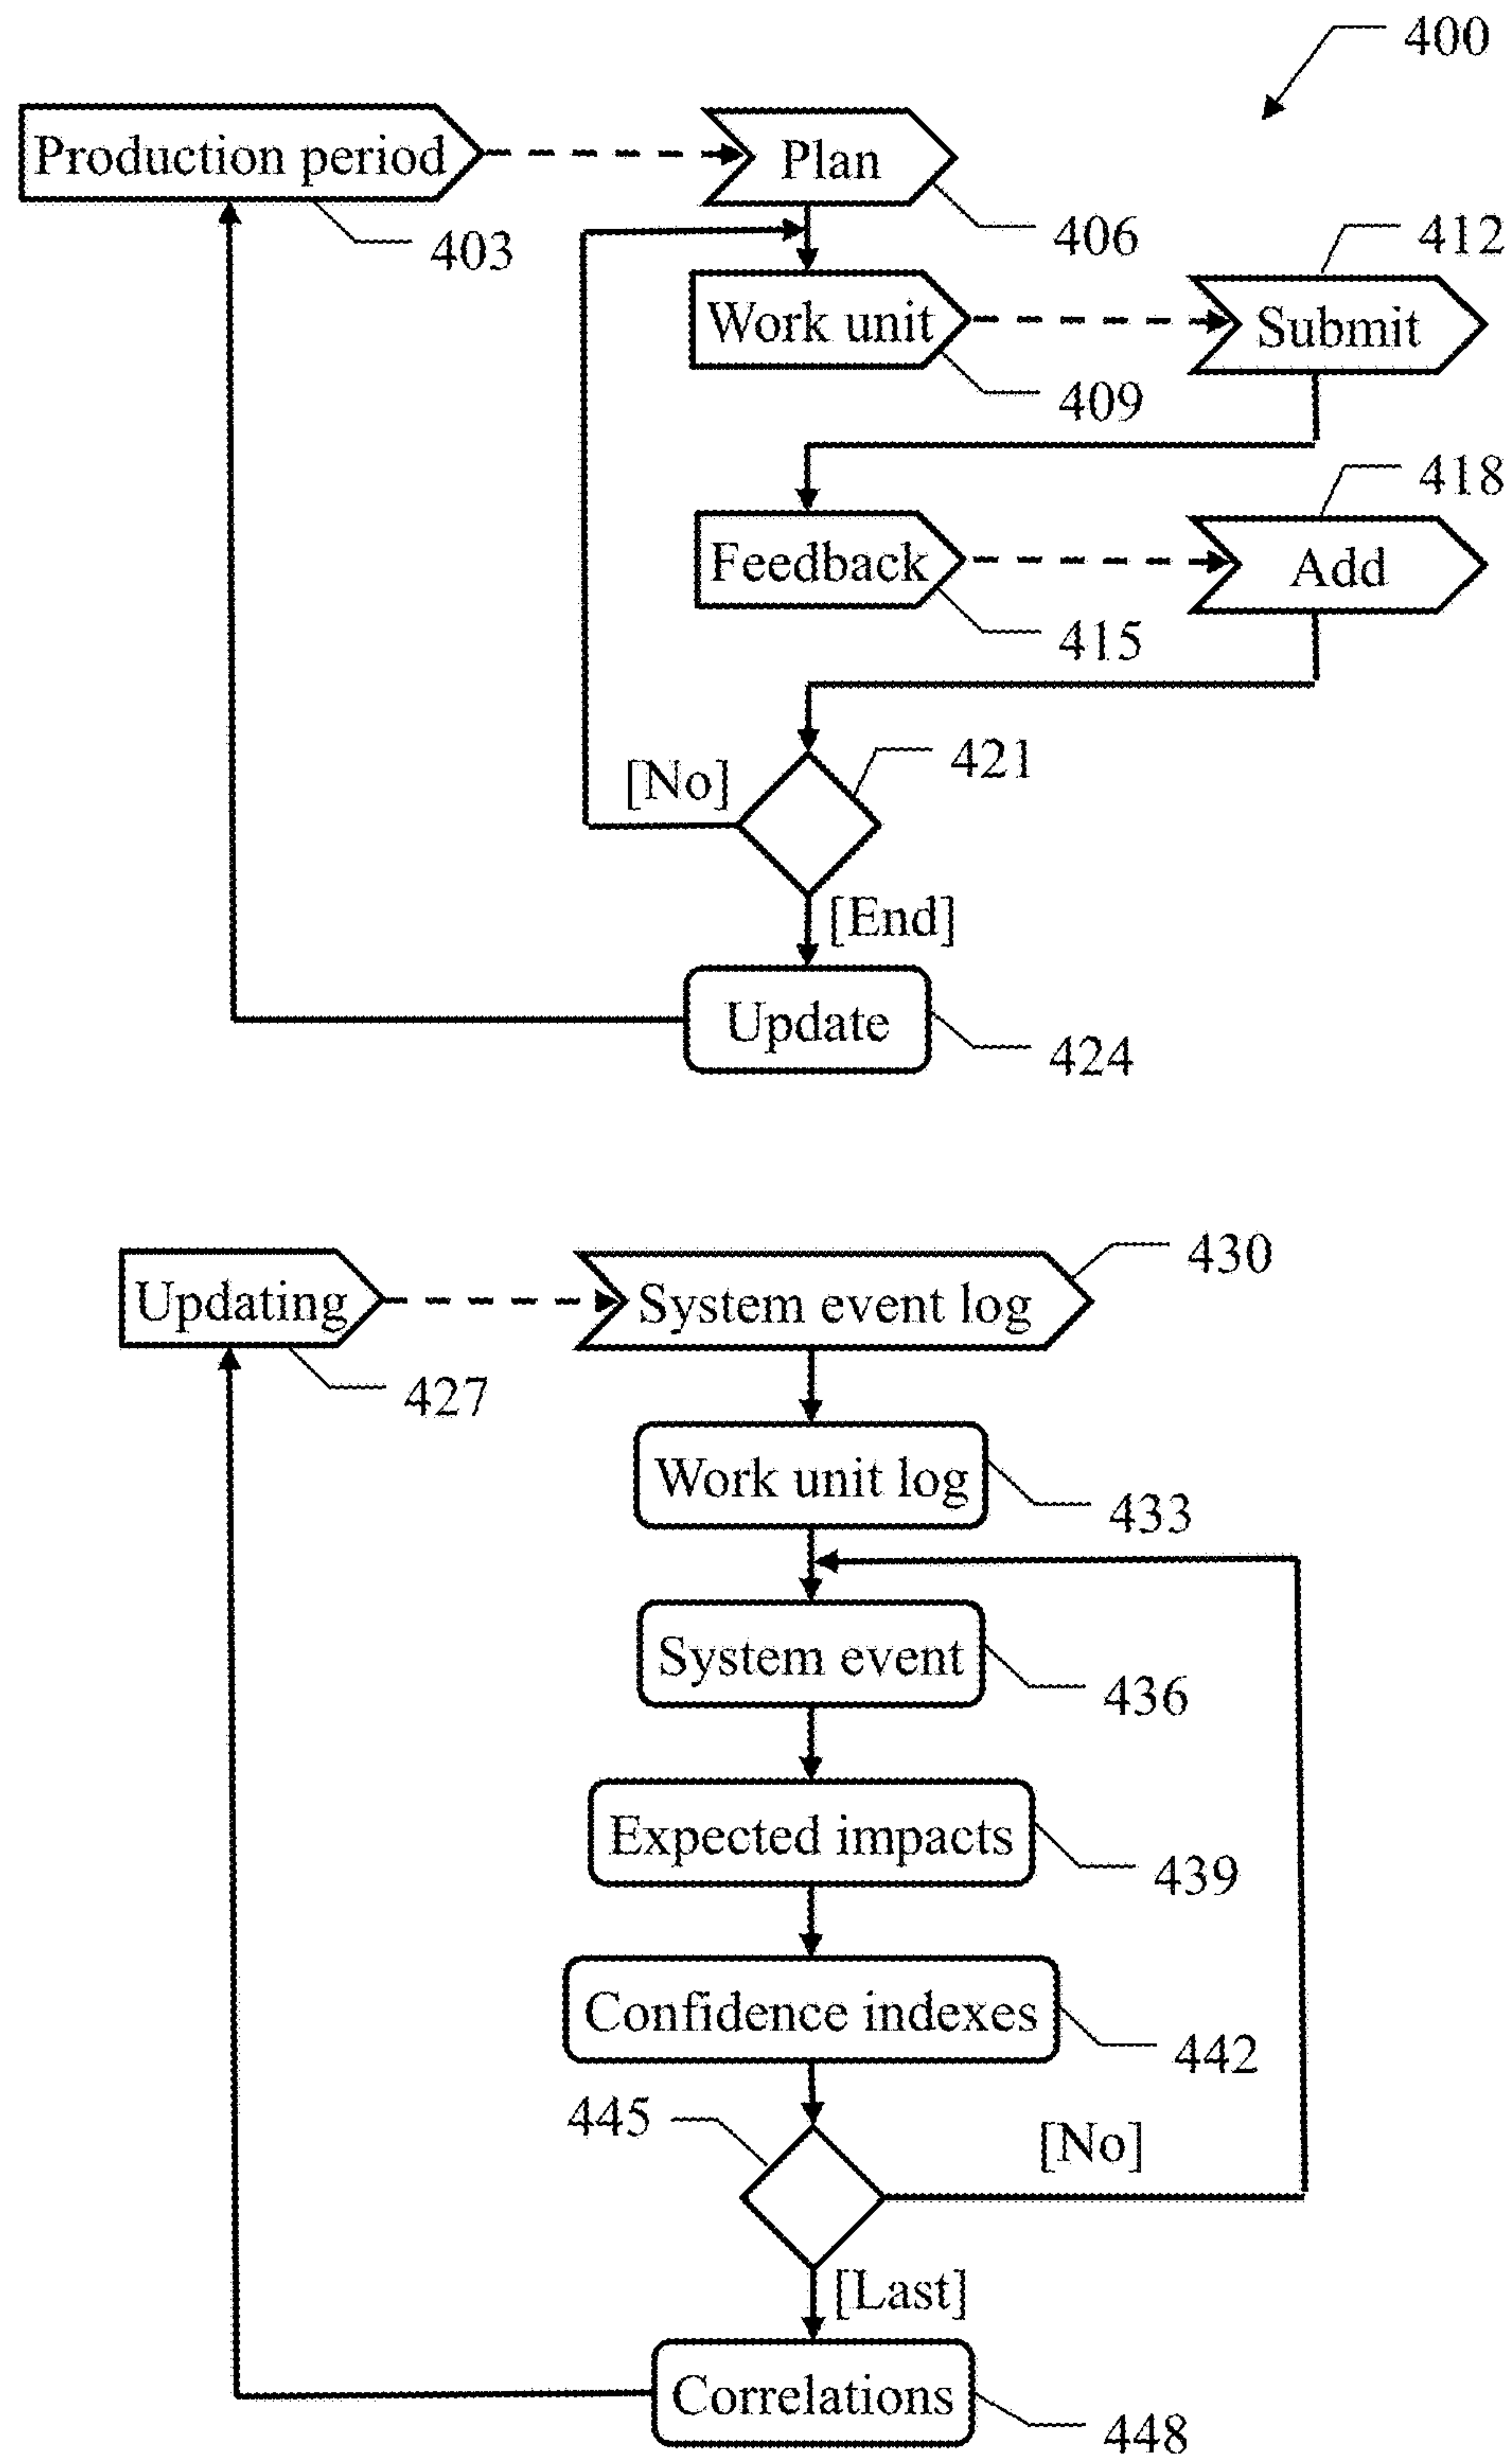 400
Production period
Plan
403
406
412
Work unit
Submit
409
418
Feedback
Add
415
421
[No]
[End]
Update
424
430
Updating
System event log
427
Work unit log
433
System event
436
Expected impacts
439
Confidence indexes
442
445
[No]
[Last]
Correlations
448